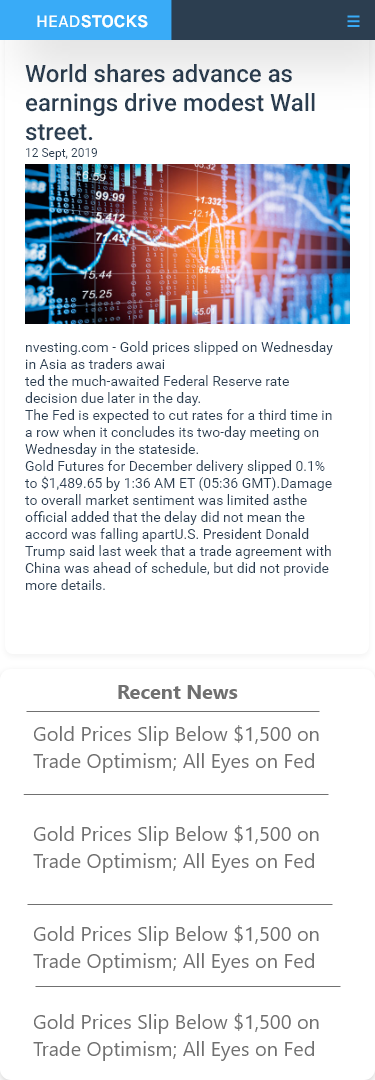 HEADSTOCKS
World shares advance as
earnings drive modest Wall
street.
12 Sept, 2019
+6.59
99.99
5.412
71.45
15.44
75.25
+1.332
-12.14
64.25
nvesting.com - Gold prices slipped on Wednesday
in Asia as traders awai
ted the much-awaited Federal Reserve rate
decision due later in the day.
The Fed is expected to cut rates for a third time in
a row when it concludes its two-day meeting on
Wednesday in the stateside.
Gold Futures for December delivery slipped 0.1%
to $1,489.65 by 1:36 AM ET (05:36 GMT).Damage
to overall market sentiment was limited asthe
official added that the delay did not mean the
accord was falling apartU.S. President Donald
Trump said last week that a trade agreement with
China was ahead of schedule, but did not provide
more details.
Recent News
Gold Prices Slip Below $1,500 on
Trade Optimism; All Eyes on Fed
Gold Prices Slip Below $1,500 on
Trade Optimism; All Eyes on Fed
Gold Prices Slip Below $1,500 on
Trade Optimism; All Eyes on Fed
Gold Prices Slip Below $1,500 on
Trade Optimism; All Eyes on Fed